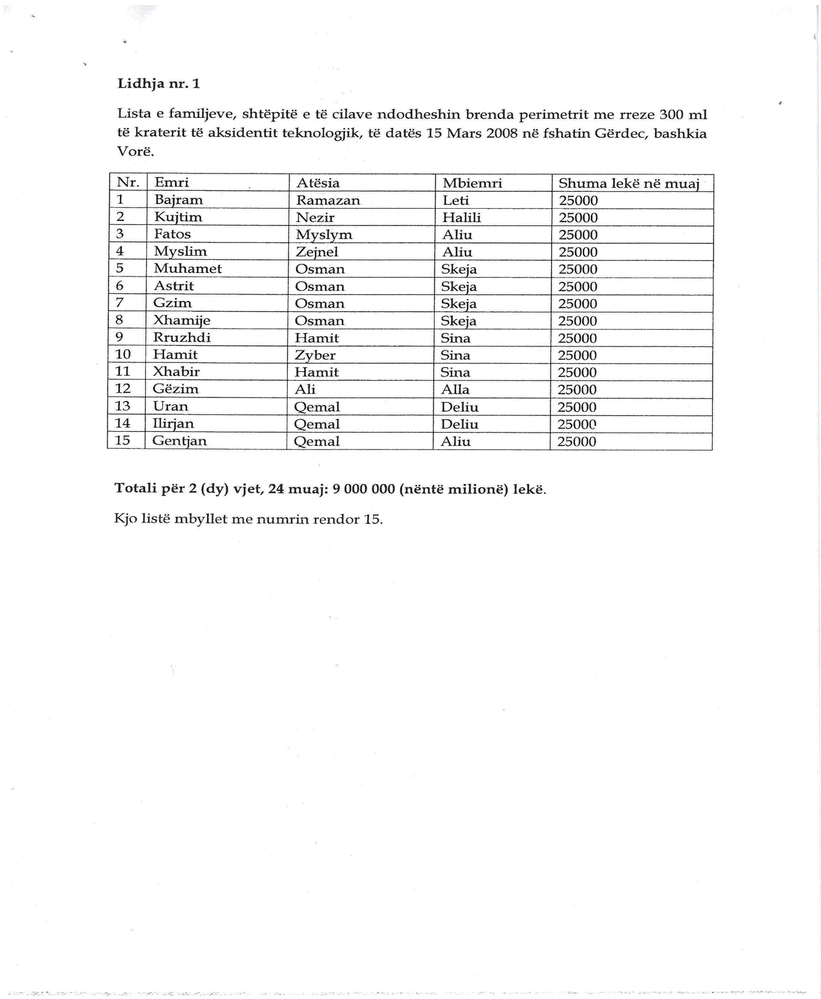 Lidhja nr. 1
Lista e familjeve, shtëpitë e të cilave ndodheshin brenda perimetrit me rreze 300 ml
të kraterit të aksidentit teknologjik, të datës 15 Mars 2008 në fshatin Gërdec, bashkia
Vorë.
Nr. Emri Atësia Mbiemri Shuma lekë në muaj
1 Bajram Ramazan Leti 25000
2 Kujtim Nezir Halili 25000
3 Fatos Myslym Aliu 25000
4 Myslim Zejnel Aliu 25000
5 Muhamet Osman Skeja 25000
6 Astrit Osman Skeja 25000
7 Gzim Osman Skeja 25000
8 Xhamije Osman Skeja 25000
9 Rruzhdi Hamit Sina 25000
10 Hamit Zyber Sina 25000
11 Xhabir Hamit Sina 25000
12 Gëzim Ali Alla 25000
13 Uran Qemal Deliu 25000
14 Ilirjan Qemal Deliu 25000
15 Gentjan Qemal Aliu 25000
Totali për 2 (dy) vjet, 24 muaj: 9 000 000 (nëntë milionë) lekë.
Kjo listë mbyllet me numrin rendor 15.